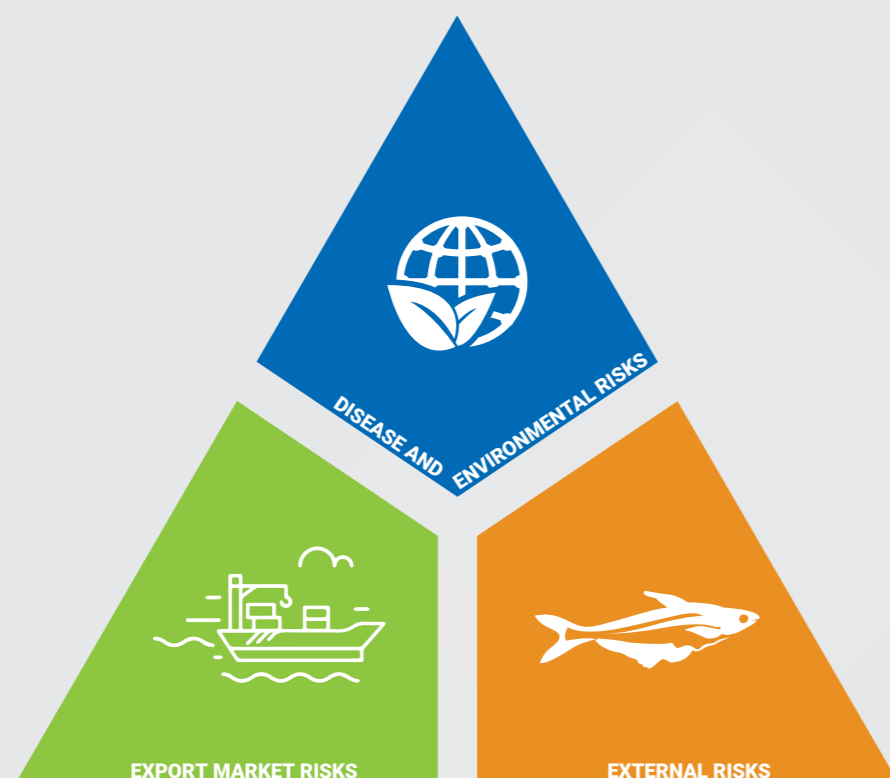 DISEASE AND
ENVIRONMENTAL RISKS
EXPORT MARKET RISKS
EXTERNAL RISKS